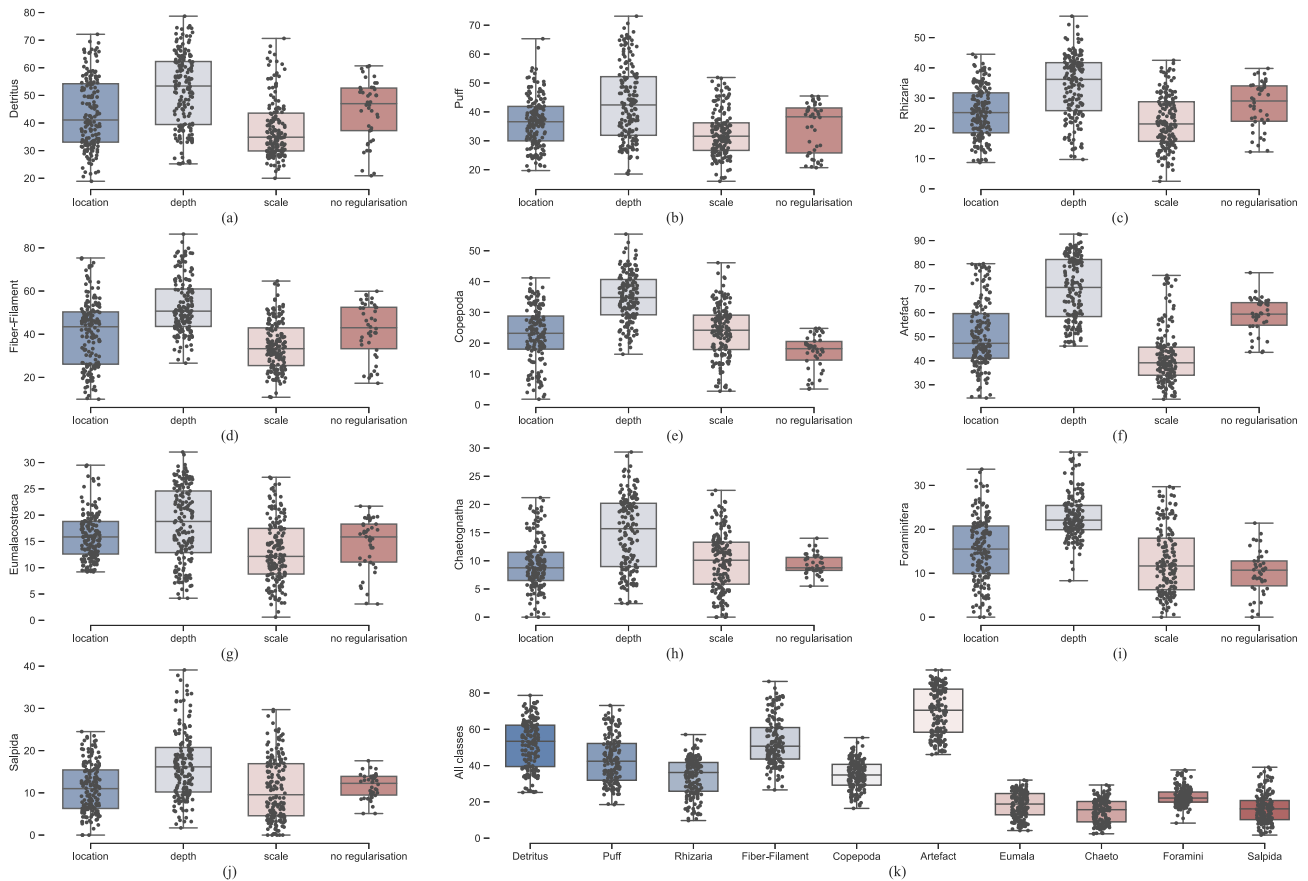 Detritus
80
70
60
50
40
30
20
location depth scale no regularisation
(a)
Puff
70
60
50
40
30
20
location depth scale no regularisation
(b)
Rhizaria
50
40
30
20
10
0
location depth scale no regularisation
(c)
Fiber-Filament
80
60
40
20
location depth scale no regularisation
(d)
Copepoda
50
40
30
20
10
0
location depth scale no regularisation
(e)
Artefact
90
80
70
60
50
40
30
location depth scale no regularisation
(f)
Eumalacostraca
30
25
20
15
10
5
0
location depth scale no regularisation
(g)
Chaetognatha
30
25
20
15
10
5
0
location depth scale no regularisation
(h)
Foraminifera
30
20
10
0
location depth scale no regularisation
(i)
Salpida
40
30
20
10
0
location depth scale no regularisation
(j)
All classes
80
60
40
20
0
Detritus Puff Rhizaria Fiber-Filament Copepoda Artefact Eumala Chaeto Foramini Salpida
(k)